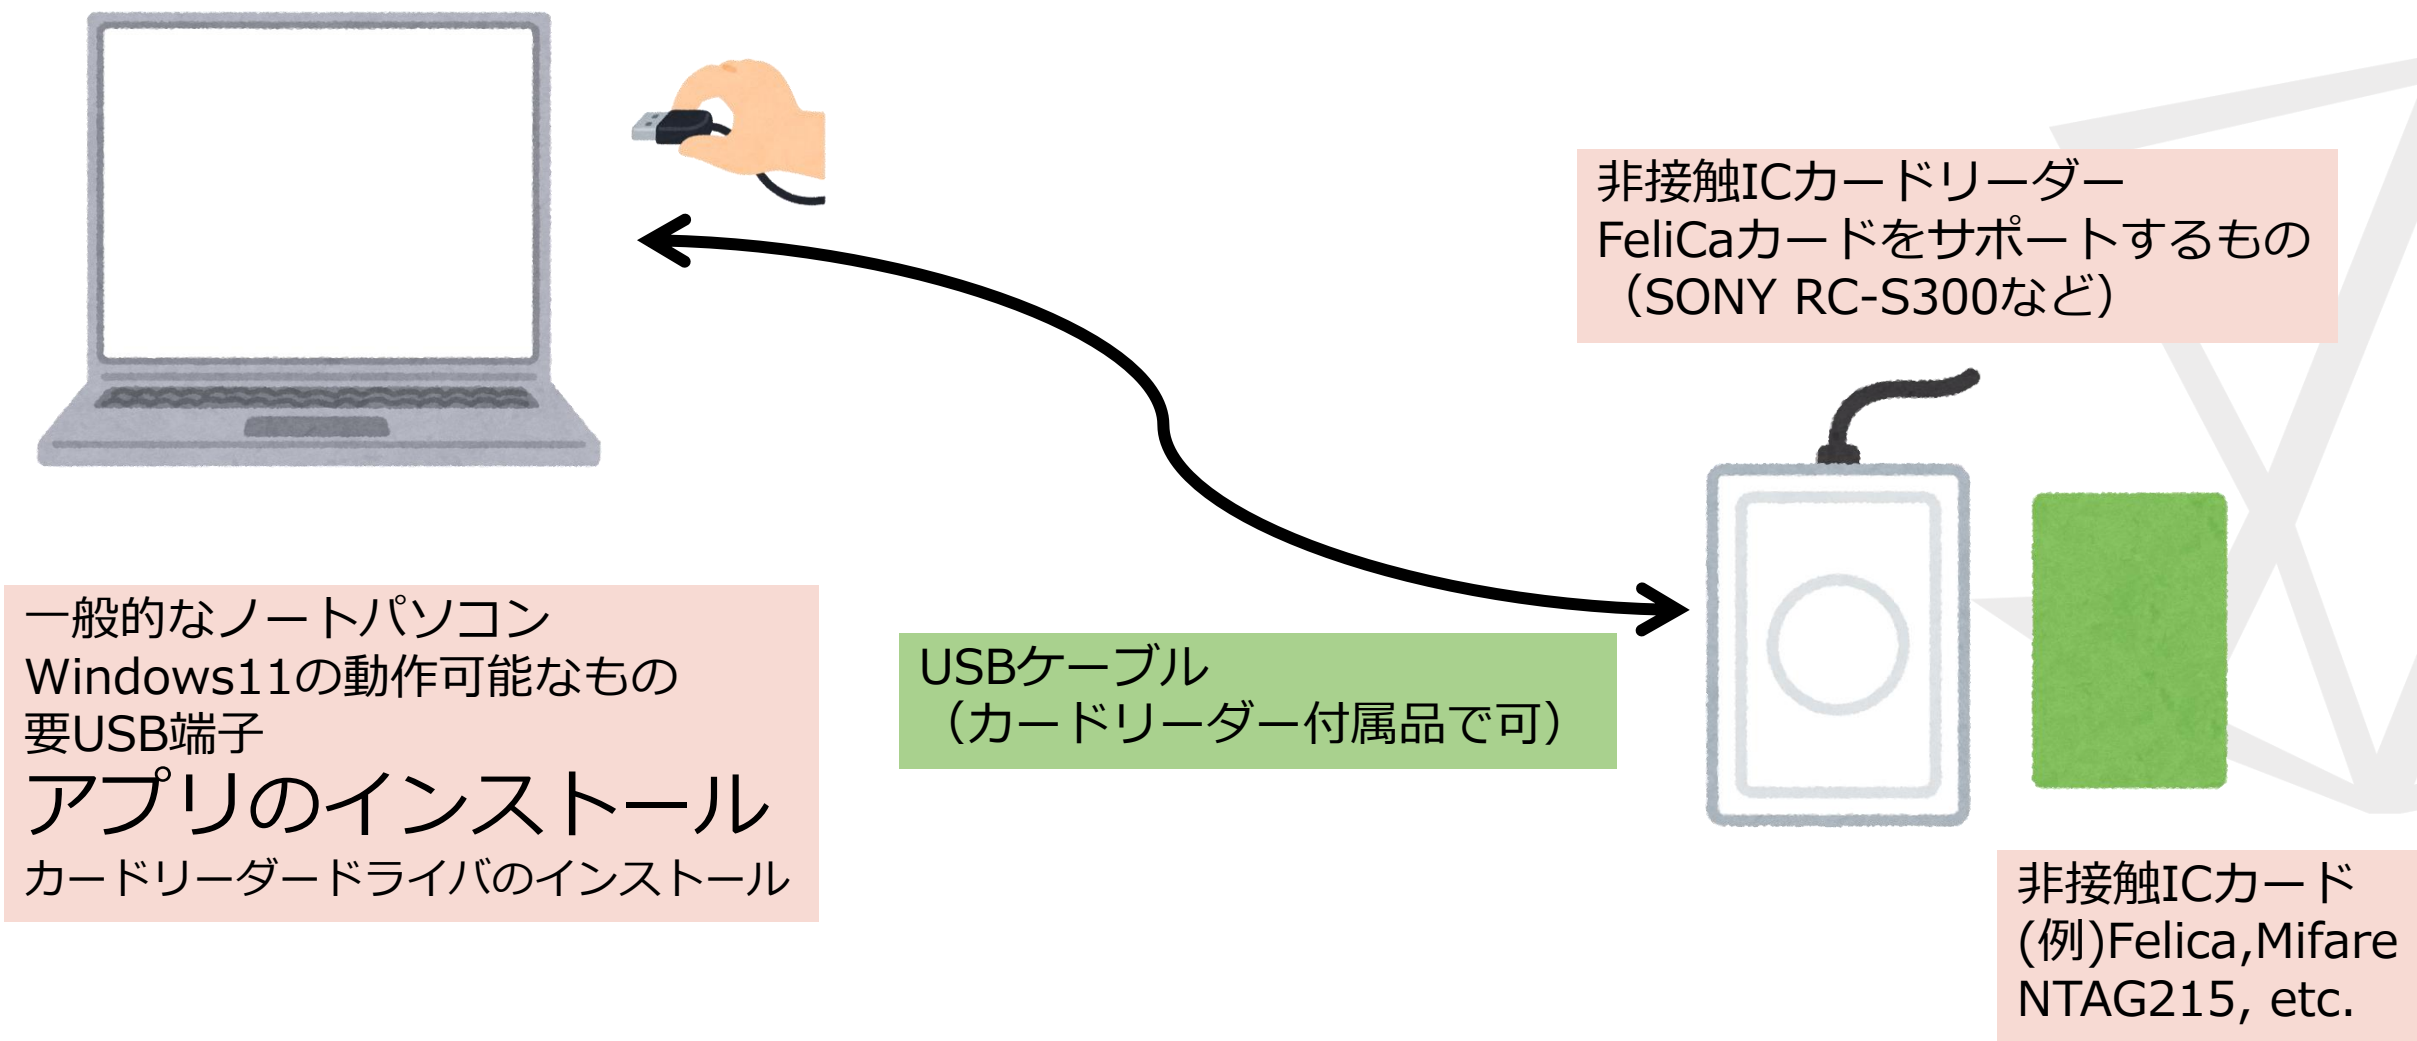 非接触ICカードリーダー
FeliCaカードをサポートするもの
（SONY RC-S300など）
一般的なノートパソコン
Windows11の動作可能なもの
要USB端子
アプリのインストール
カードリーダードライバのインストール
USBケーブル
（カードリーダー付属品で可）
非接触ICカード
(例)Felica,Mifare
NTAG215, etc.